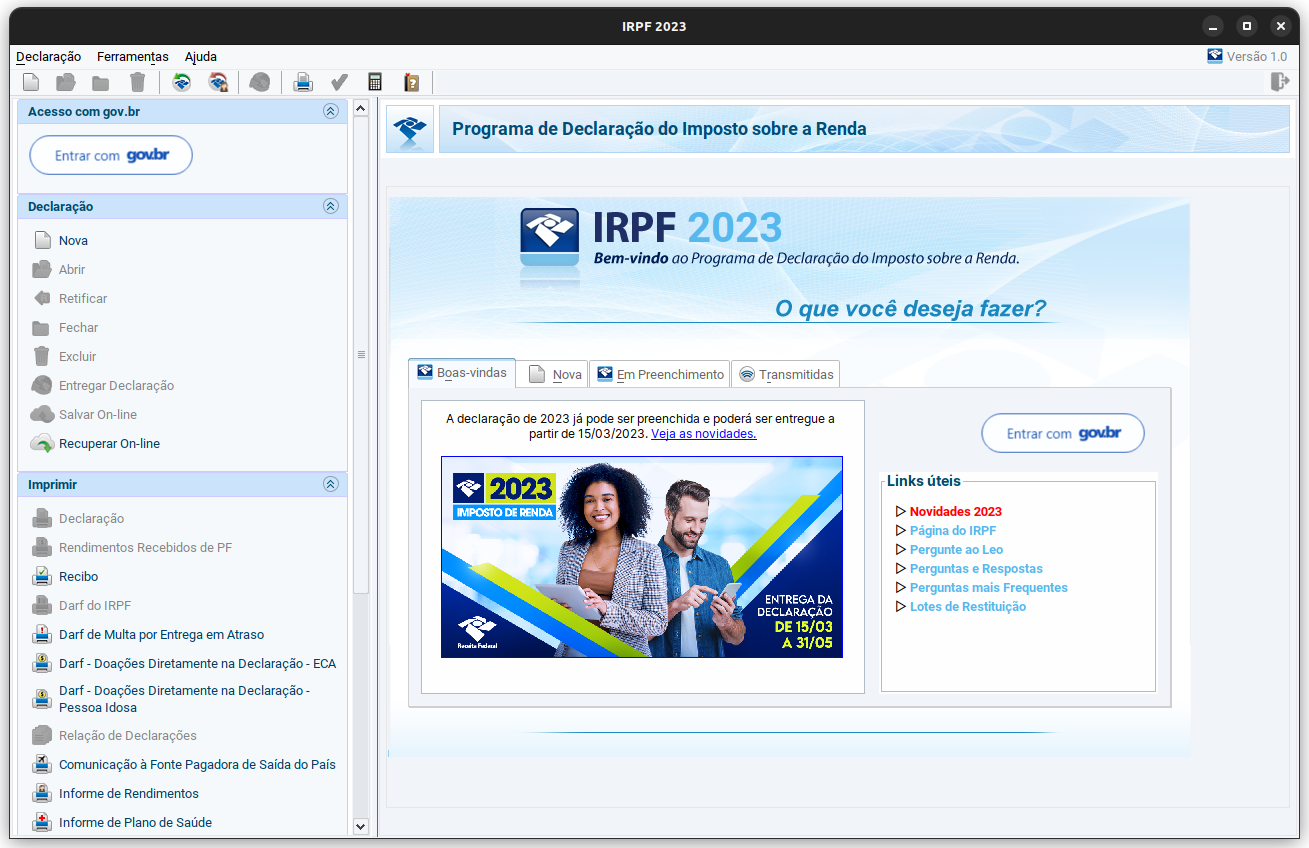 IRPF 2023
Declaração Ferramentas Ajuda
Versão 1.0
Acesso com gov.br
Entrar com gov.br
Declaração
Nova
Abrir
Retificar
Fechar
Excluir
Entregar Declaração
Salvar On-line
Recuperar On-line
Imprimir
Declaração
Rendimentos Recebidos de PF
Recibo
Darf do IRPF
Darf de Multa por Entrega em Atraso
Darf - Doações Diretamente na Declaração - ECA
Darf - Doações Diretamente na Declaração -
Pessoa Idosa
Relação de Declarações
Comunicação à Fonte Pagadora de Saída do País
Informe de Rendimentos
Informe de Plano de Saúde
Programa de Declaração do Imposto sobre a Renda
IRPF 2023
Bem-vindo ao Programa de Declaração do Imposto sobre a Renda.
O que você deseja fazer?
Boas-vindas Nova Em Preenchimento Transmitidas
A declaração de 2023 já pode ser preenchida e poderá ser entregue a
partir de 15/03/2023. Veja as novidades.
2023
IMPOSTO DE RENDA
ENTREGA DA
DECLARAÇÃO
DE 15/03
A 31/05
Receita Federal
Entrar com gov.br
Links úteis
Novidades 2023
Página do IRPF
Pergunte ao Leo
Perguntas e Respostas
Perguntas mais Frequentes
Lotes de Restituição